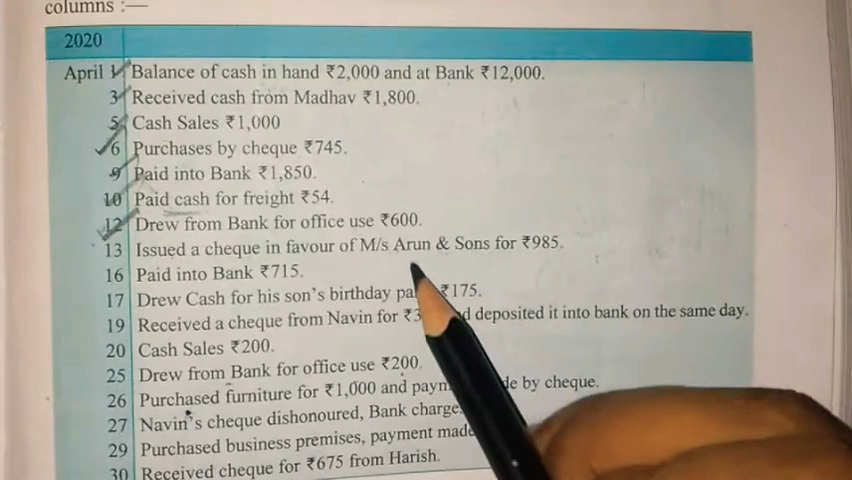 columns :—
2020
April 1 Balance of cash in hand ₹2,000 and at Bank ₹12,000.
3 Received cash from Madhav ₹1,800.
5 Cash Sales ₹1,000
6 Purchases by cheque ₹745.
9 Paid into Bank ₹1,850.
10 Paid cash for freight ₹54.
12 Drew from Bank for office use ₹600.
13 Issued a cheque in favour of M/s Arun & Sons for ₹985.
16 Paid into Bank ₹715.
17 Drew Cash for his son's birthday ₹175.
19 Received a cheque from Navin for deposited it into bank on the same day.
20 Cash Sales ₹200.
25 Drew from Bank for office use ₹200.
26 Purchased furniture for ₹1,000 and by cheque.
27 Navin's cheque dishonoured, Bank
29 Purchased business premises, payment made
30 Received cheque for ₹675 from Harish.